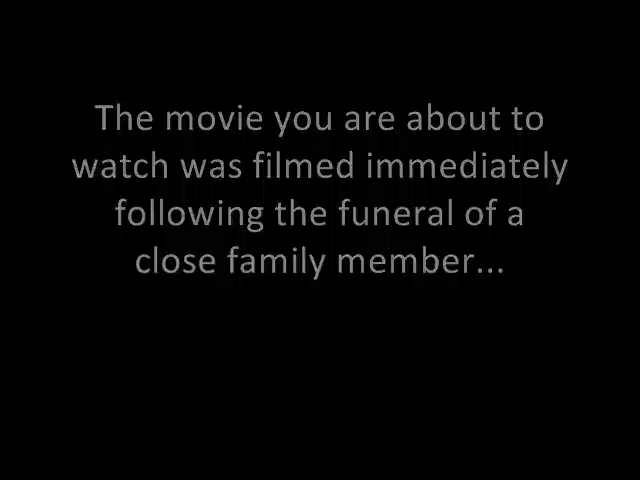 The movie you are about to
watch was filmed immediately
following the funeral of a
close family member...